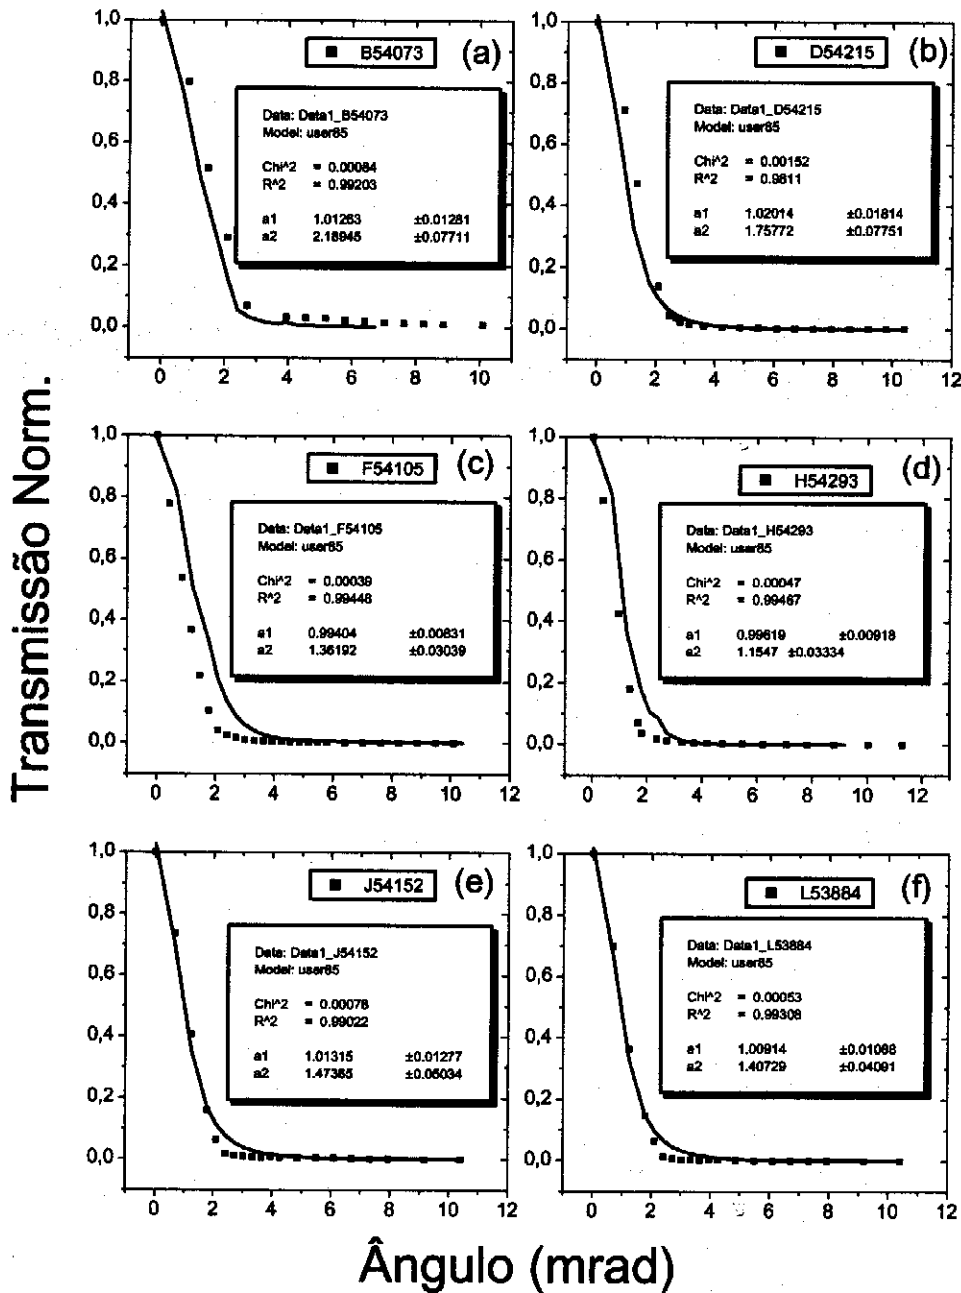 Transmissão Norm.
1,0
0,8
0,6
0,4
0,2
0,0
0 2 4 6 8 10
B54073 (a)
Data: Data1_B54073
Model: user65
Chi^2 = 0.00084
R^2 = 0.99203
a1 1.01263 ±0.01281
a2 2.18945 ±0.07711
1,0
0,8
0,6
0,4
0,2
0,0
0 2 4 6 8 10 12
D54215 (b)
Data: Data1_D54215
Model: user65
Chi^2 = 0.00152
R^2 = 0.9811
a1 1.02014 ±0.01814
a2 1.75772 ±0.07751
1,0
0,8
0,6
0,4
0,2
0,0
0 2 4 6 8 10 12
F54105 (c)
Data: Data1_F54105
Model: user65
Chi^2 = 0.00039
R^2 = 0.99448
a1 0.99404 ±0.00831
a2 1.36192 ±0.03039
1,0
0,8
0,6
0,4
0,2
0,0
0 2 4 6 8 10 12
H54293 (d)
Data: Data1_H54293
Model: user65
Chi^2 = 0.00047
R^2 = 0.99467
a1 0.99619 ±0.00918
a2 1.1547 ±0.03334
1,0
0,8
0,6
0,4
0,2
0,0
0 2 4 6 8 10 12
J54152 (e)
Data: Data1_J54152
Model: user65
Chi^2 = 0.00078
R^2 = 0.99022
a1 1.01315 ±0.01277
a2 1.47365 ±0.05034
1,0
0,8
0,6
0,4
0,2
0,0
0 2 4 6 8 10 12
L53884 (f)
Data: Data1_L53884
Model: user65
Chi^2 = 0.00053
R^2 = 0.99308
a1 1.00914 ±0.01068
a2 1.40729 ±0.04091
Ângulo (mrad)